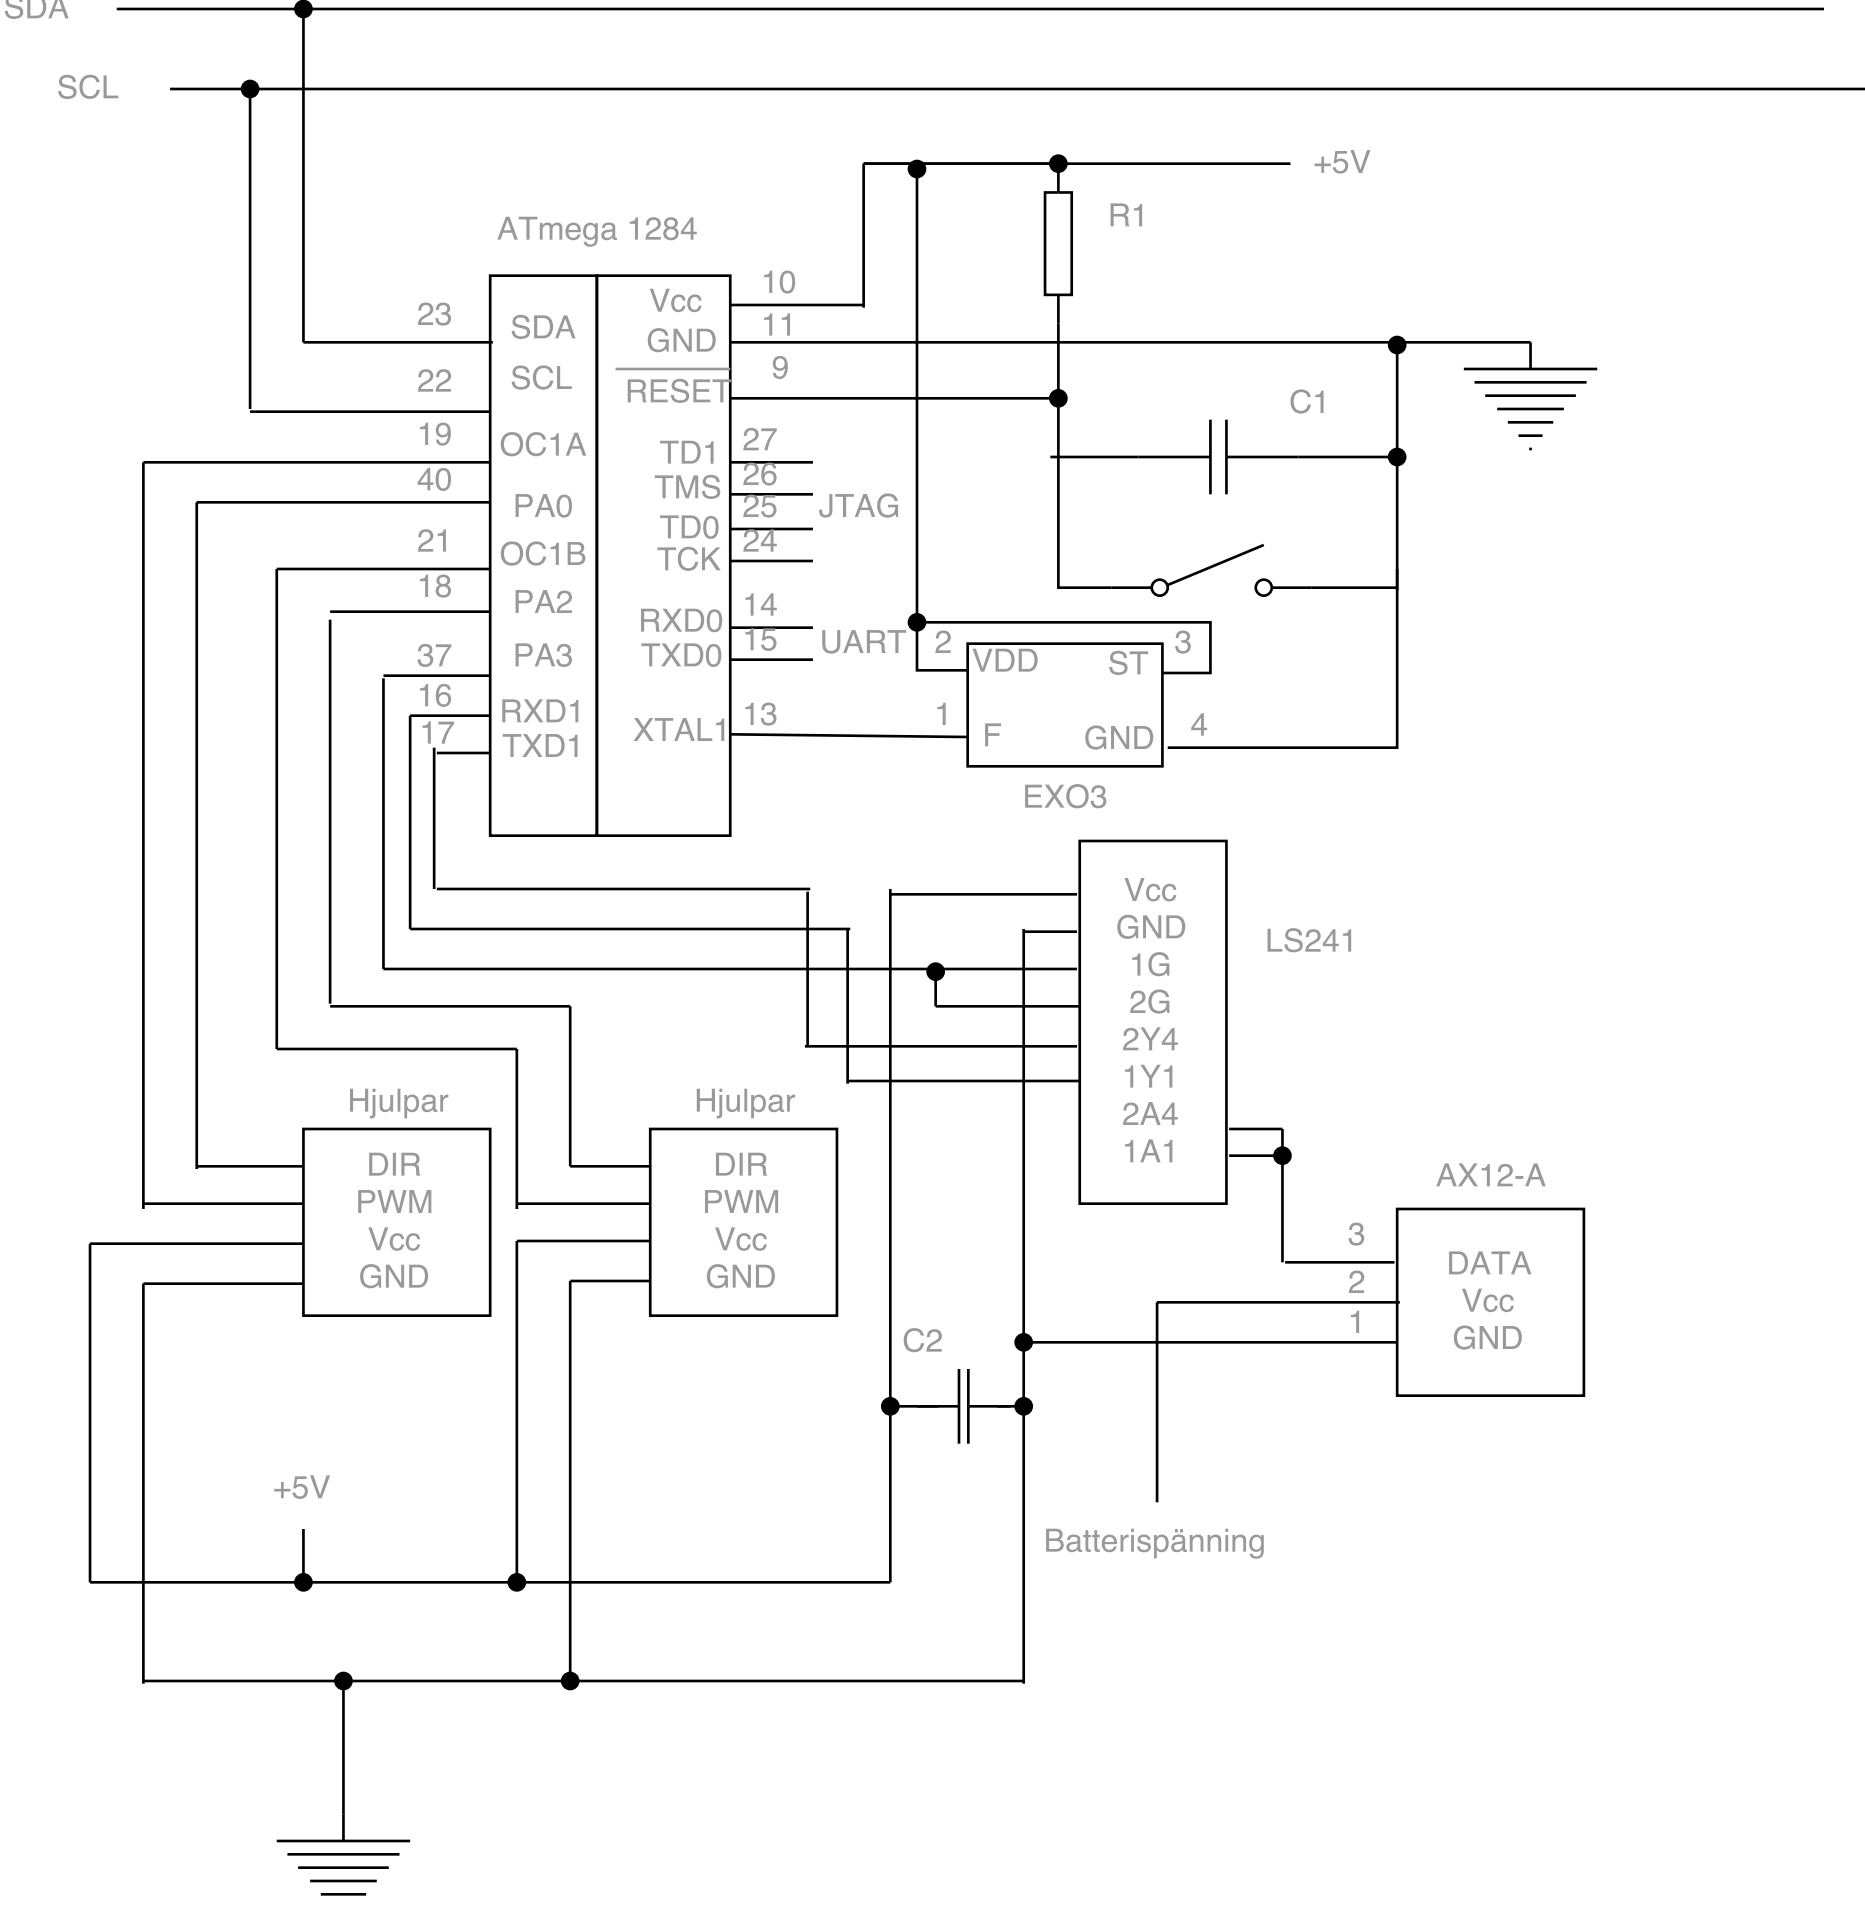 SDA
SCL
+5V
R1
ATmega 1284
10
Vcc
23
SDA
11
GND
9
RESET
22
SCL
C1
19
OC1A
27
TD1
26
TMS
JTAG
40
PA0
25
TD0
24
TCK
21
OC1B
18
PA2
14
RXD0
UART
15
TXD0
2
VDD
ST
3
37
PA3
16
RXD1
17
TXD1
13
XTAL1
1
F
GND
4
EXO3
Vcc
GND
1G
2G
2Y4
1Y1
2A4
1A1
LS241
Hjulpar
DIR
PWM
Vcc
GND
Hjulpar
DIR
PWM
Vcc
GND
AX12-A
3
DATA
2
Vcc
1
GND
C2
+5V
Batterispänning